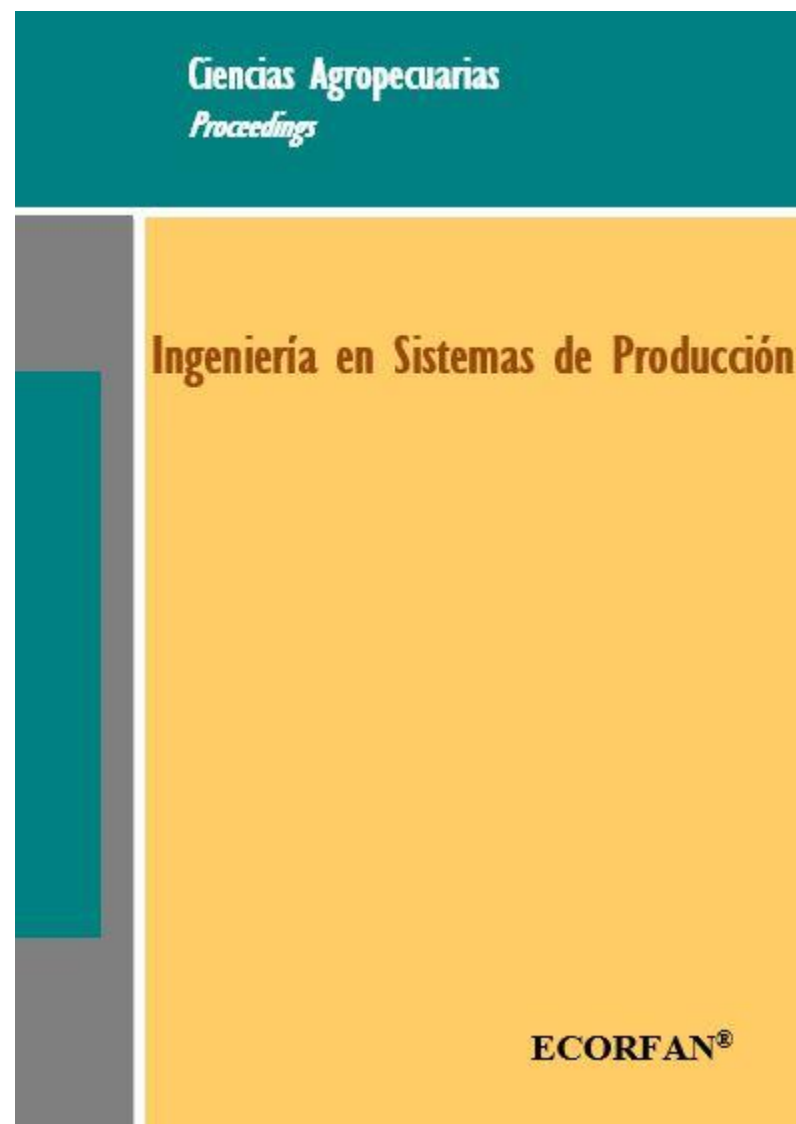 Ciencias Agropecuarias
Proceedings
Ingeniería en Sistemas de Producción
ECORFAN®